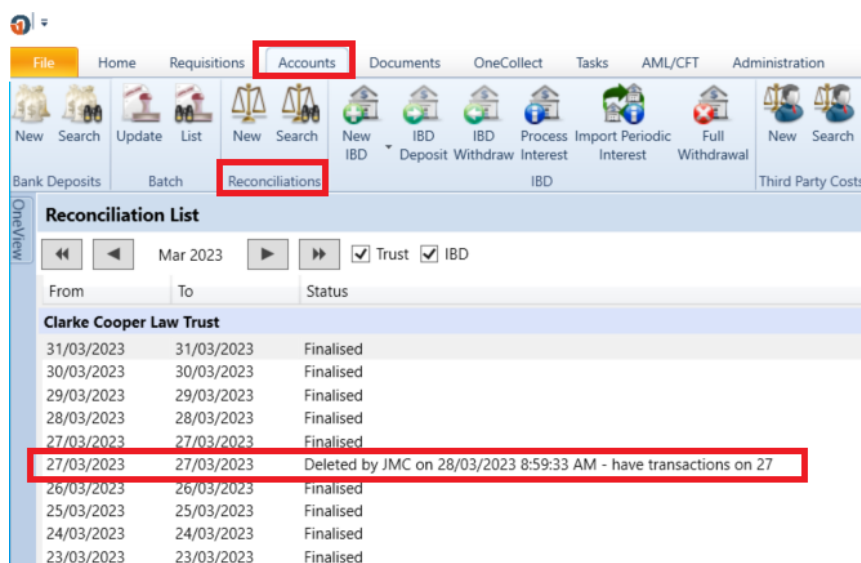 File Home Requisitions Accounts Documents OneCollect Tasks AML/CFT Administration
New Search Update List New Search New IBD IBD Deposit IBD Withdraw Process Interest Import Periodic Interest Full Withdrawal New Search
Bank Deposits Batch Reconciliations IBD Third Party Costs
OneView
Reconciliation List
Mar 2023 Trust IBD
From To Status
Clarke Cooper Law Trust
31/03/2023 31/03/2023 Finalised
30/03/2023 30/03/2023 Finalised
29/03/2023 29/03/2023 Finalised
28/03/2023 28/03/2023 Finalised
27/03/2023 27/03/2023 Finalised
27/03/2023 27/03/2023 Deleted by JMC on 28/03/2023 8:59:33 AM - have transactions on 27
26/03/2023 26/03/2023 Finalised
25/03/2023 25/03/2023 Finalised
24/03/2023 24/03/2023 Finalised
23/03/2023 23/03/2023 Finalised